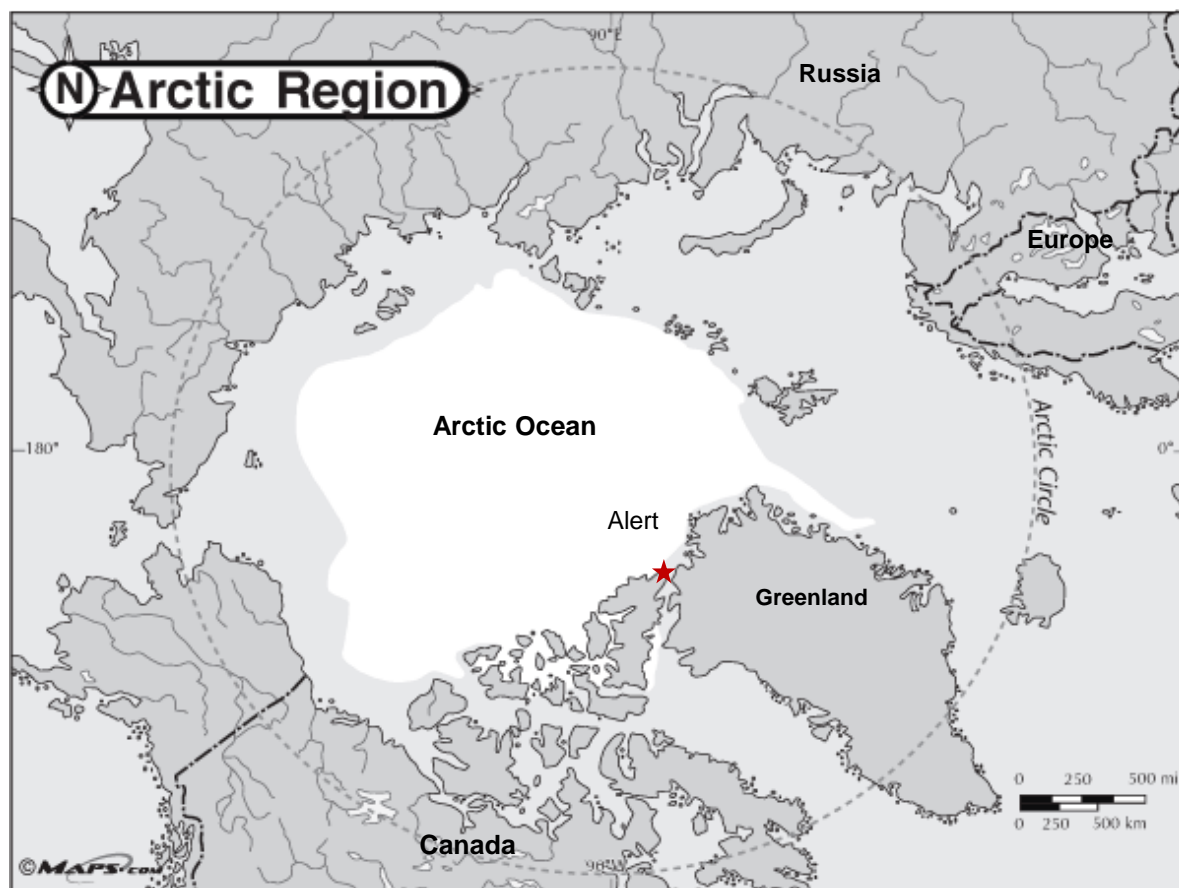 90°E
Russia
N Arctic Region
Europe
Arctic Ocean
Arctic Circle
180°
0°
Alert
Greenland
0 250 500 mi
0 250 500 km
Canada
90°W
©MAPS.COM